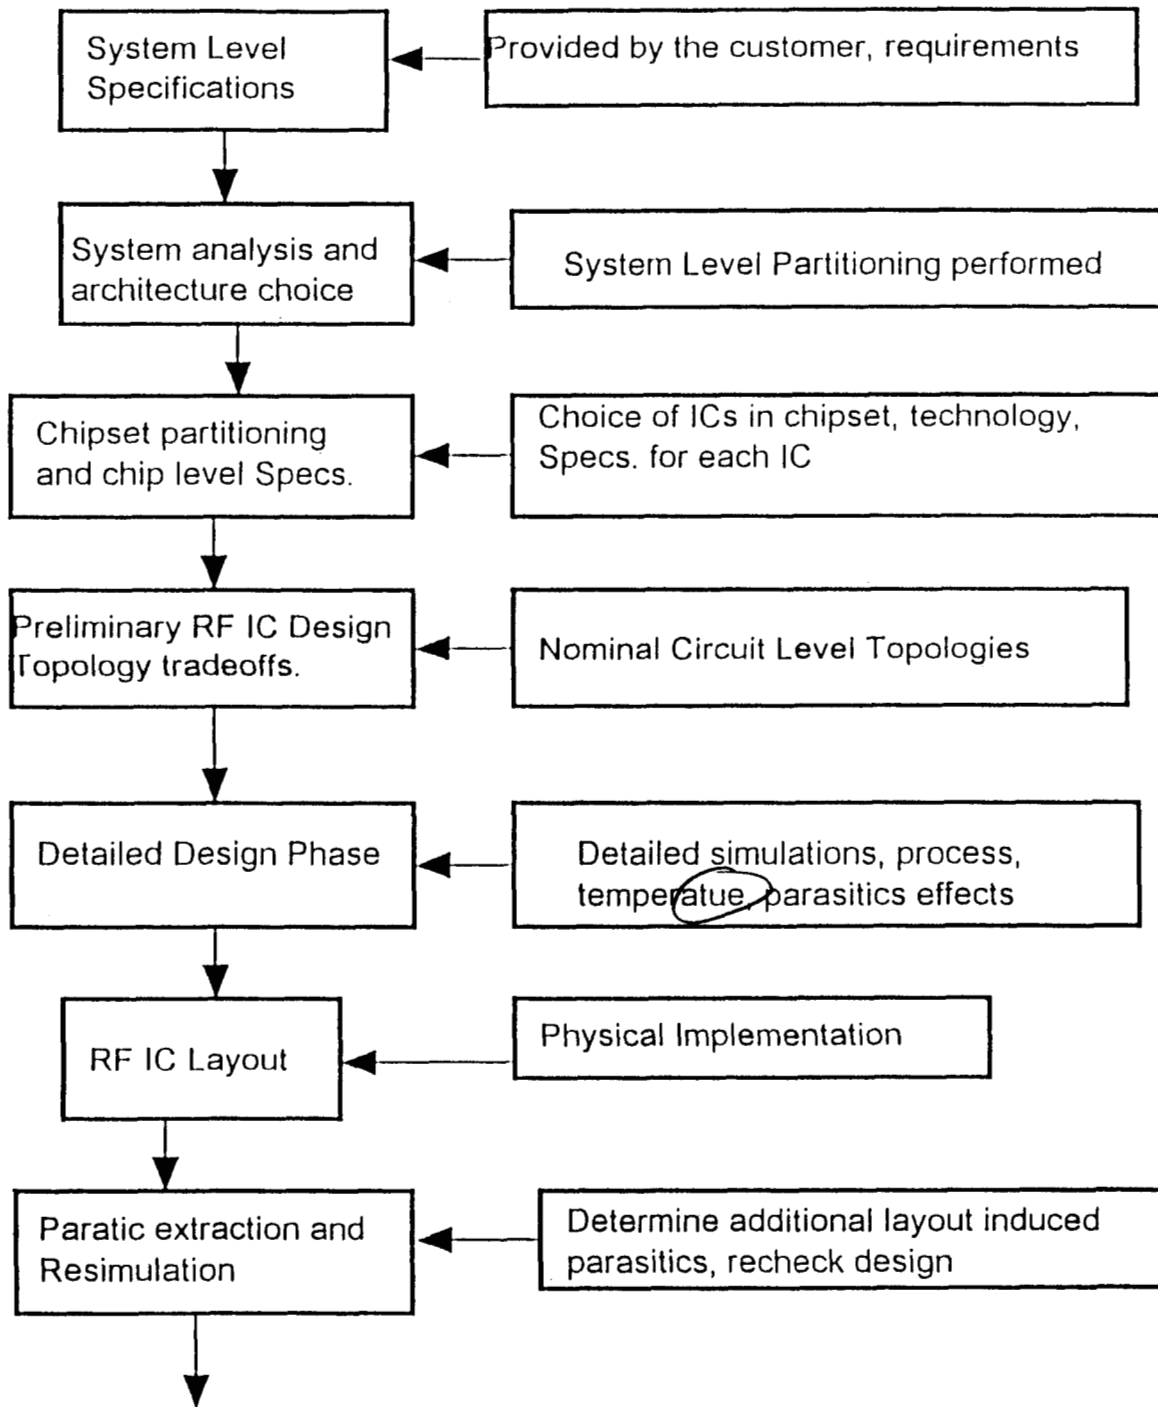 System Level
Specifications
Provided by the customer, requirements
System analysis and
architecture choice
System Level Partitioning performed
Chipset partitioning
and chip level Specs.
Choice of ICs in chipset, technology,
Specs. for each IC
Preliminary RF IC Design
Topology tradeoffs.
Nominal Circuit Level Topologies
Detailed Design Phase
Detailed simulations, process,
temperatue, parasitics effects
RF IC Layout
Physical Implementation
Paratic extraction and
Resimulation
Determine additional layout induced
parasitics, recheck design